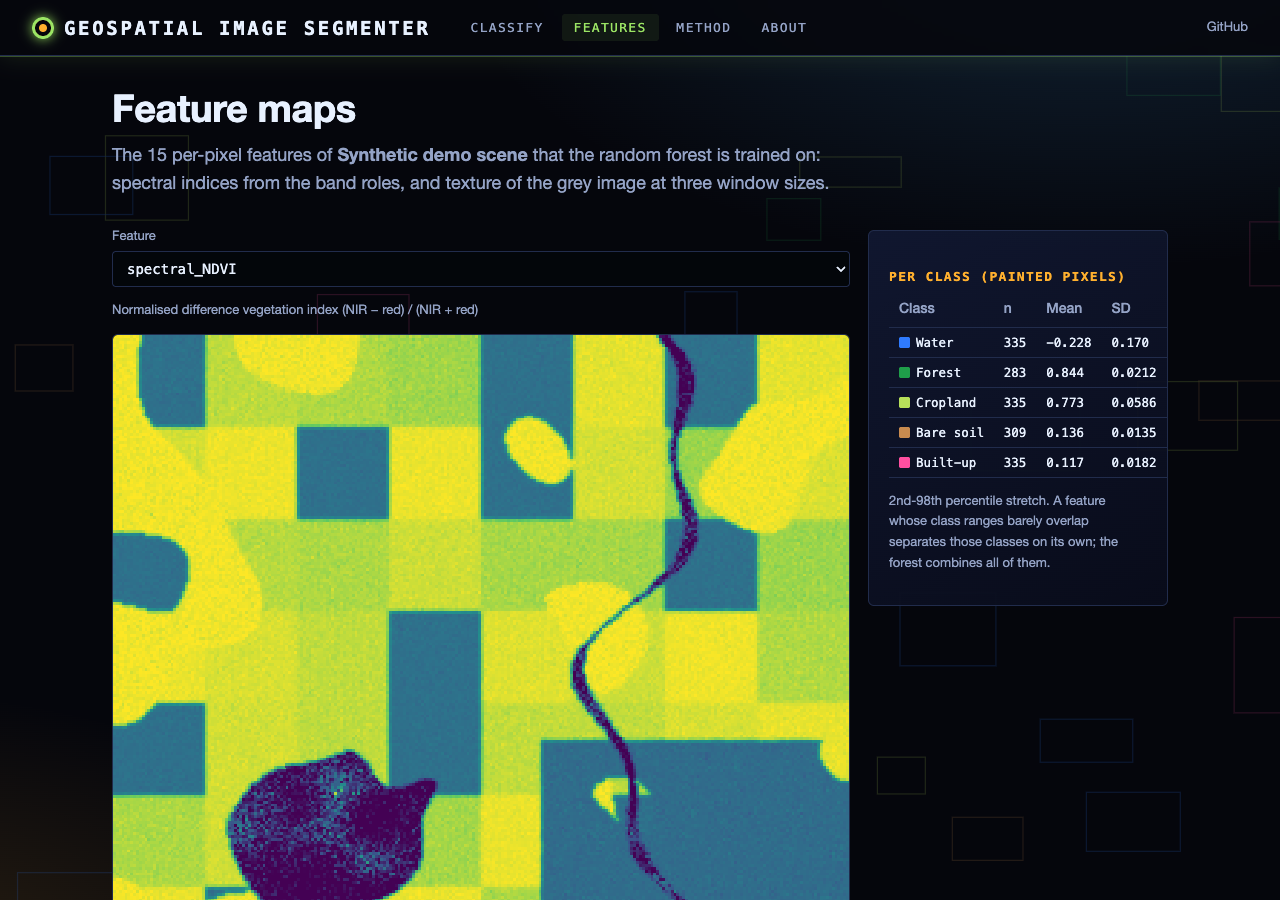 GEOSPATIAL IMAGE SEGMENTER CLASSIFY FEATURES METHOD ABOUT GitHub
Feature maps
The 15 per-pixel features of Synthetic demo scene that the random forest is trained on:
spectral indices from the band roles, and texture of the grey image at three window sizes.
Feature
spectral_NDVI
Normalised difference vegetation index (NIR − red) / (NIR + red)
PER CLASS (PAINTED PIXELS)
Class n Mean SD
Water 335 −0.228 0.170
Forest 283 0.844 0.0212
Cropland 335 0.773 0.0586
Bare soil 309 0.136 0.0135
Built-up 335 0.117 0.0182
2nd-98th percentile stretch. A feature
whose class ranges barely overlap
separates those classes on its own; the
forest combines all of them.